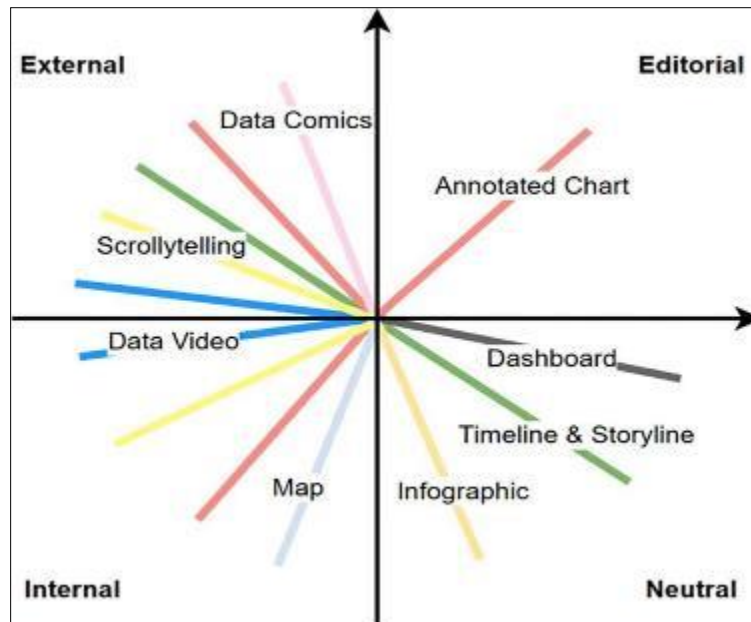 External
Editorial
Data Comics
Annotated Chart
Scrollytelling
Data Video
Dashboard
Timeline & Storyline
Map
Infographic
Internal
Neutral